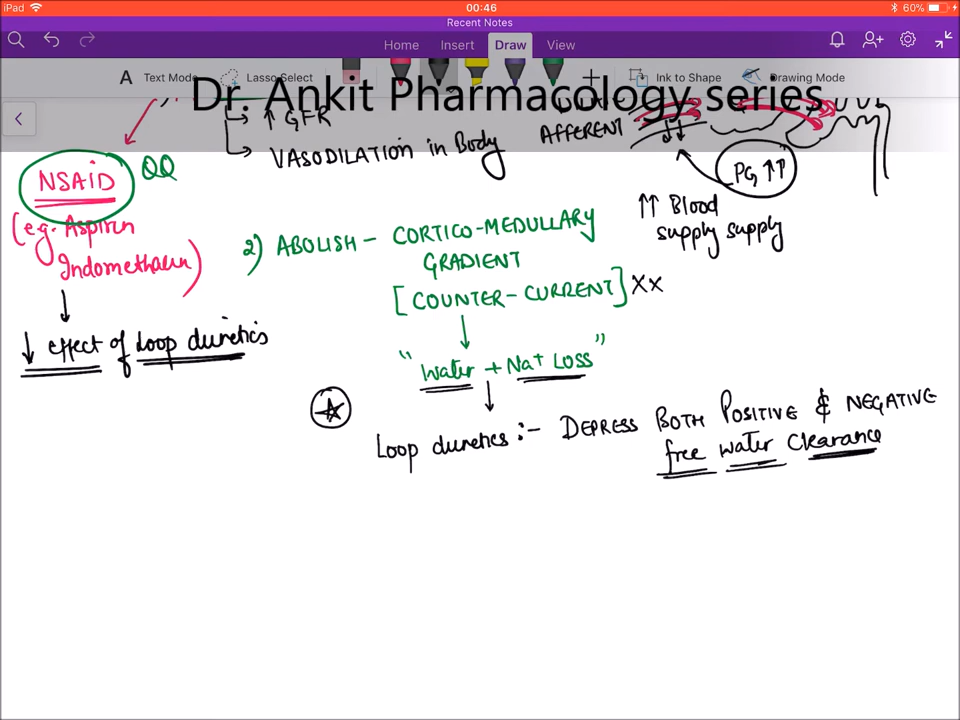 iPad
00:46
60%
Recent Notes
Home Insert Draw View
Text Mode
Lasso Select
Ink to Shape
Drawing Mode
Dr. Ankit Pharmacology series
↑ GFR
VASODILATION in Body
AFFERENT
PG ↑↑
↑↑ Blood
supply supply
NSAID QQ
(eg. Aspirin
Indomethacin)
↓ effect of Loop diuretics
2) ABOLISH - CORTICO-MEDULLARY
GRADIENT
[COUNTER-CURRENT] XX
"Water + Na+ LOSS"
Loop diuretics :- DEPRESS BOTH POSITIVE & NEGATIVE
free water clearance